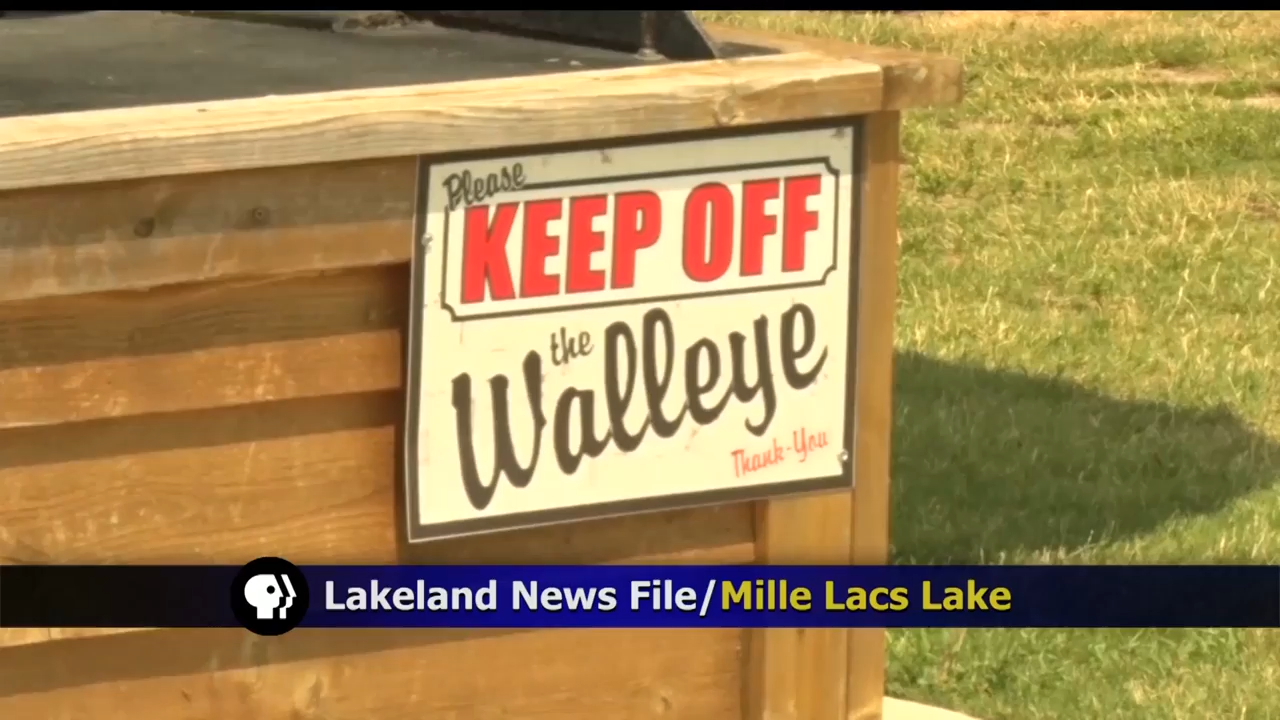 Please
KEEP OFF
the
Walleye
Thank-You
Lakeland News File/Mille Lacs Lake